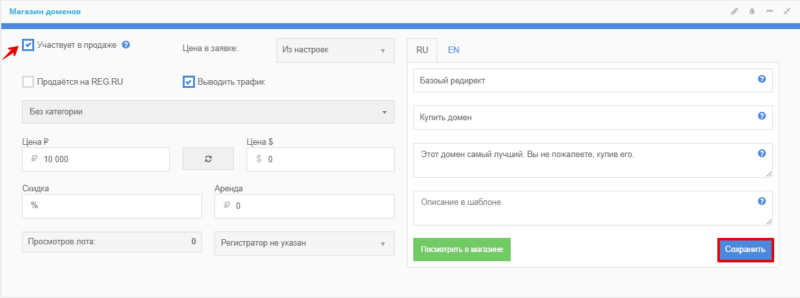 Магазин доменов
Участвует в продаже
Цена в заявке:
Из настроек
Продаётся на REG.RU
Выводить трафик
Без категории
Цена ₽
Цена $
₽ 10 000
$ 0
Скидка
Аренда
%
₽ 0
Просмотров лота: 0
Регистратор не указан
RU EN
Базоый редирект
Купить домен
Этот домен самый лучший. Вы не пожалеете, купив его.
Описание в шаблоне
Посмотреть в магазине
Сохранить